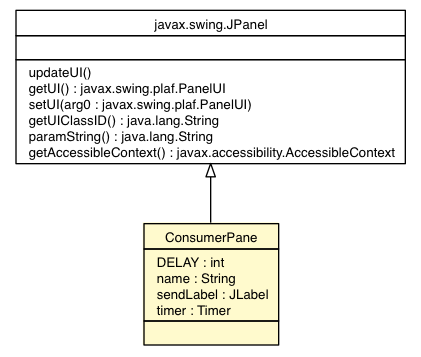 javax.swing.JPanel
updateUI()
getUI() : javax.swing.plaf.PanelUI
setUI(arg0 : javax.swing.plaf.PanelUI)
getUIClassID() : java.lang.String
paramString() : java.lang.String
getAccessibleContext() : javax.accessibility.AccessibleContext
ConsumerPane
DELAY : int
name : String
sendLabel : JLabel
timer : Timer